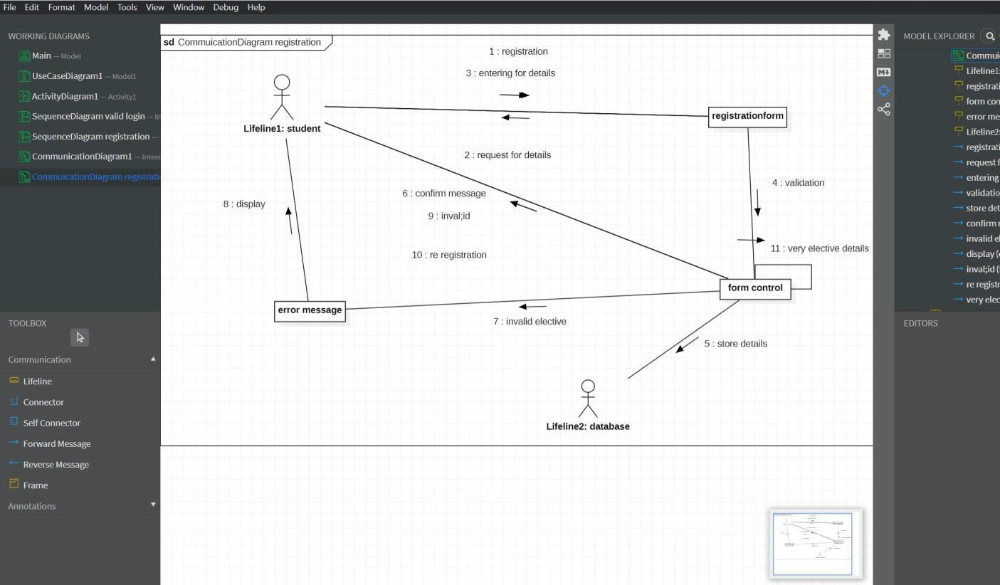 File Edit Format Model Tools View Window Debug Help
WORKING DIAGRAMS
Main — Model
UseCaseDiagram1 — Model1
ActivityDiagram1 — Activity1
SequenceDiagram valid login — In
SequenceDiagram registration —
CommunicationDiagram1 — Intera
CommuicationDiagram registrati
TOOLBOX
Communication
Lifeline
Connector
Self Connector
Forward Message
Reverse Message
Frame
Annotations
sd CommuicationDiagram registration
1 : registration
3 : entering for details
Lifeline1: student
registrationform
2 : request for details
4 : validation
6 : confirm message
8 : display
9 : inval;id
11 : very elective details
10 : re registration
form control
error message
7 : invalid elective
5 : store details
Lifeline2: database
MODEL EXPLORER
Commui
Lifeline1:
registrati
form con
error me
Lifeline2:
registrati
request f
entering
validatio
store det
confirm r
invalid el
display (
inval;id (
re registr
very elec
EDITORS